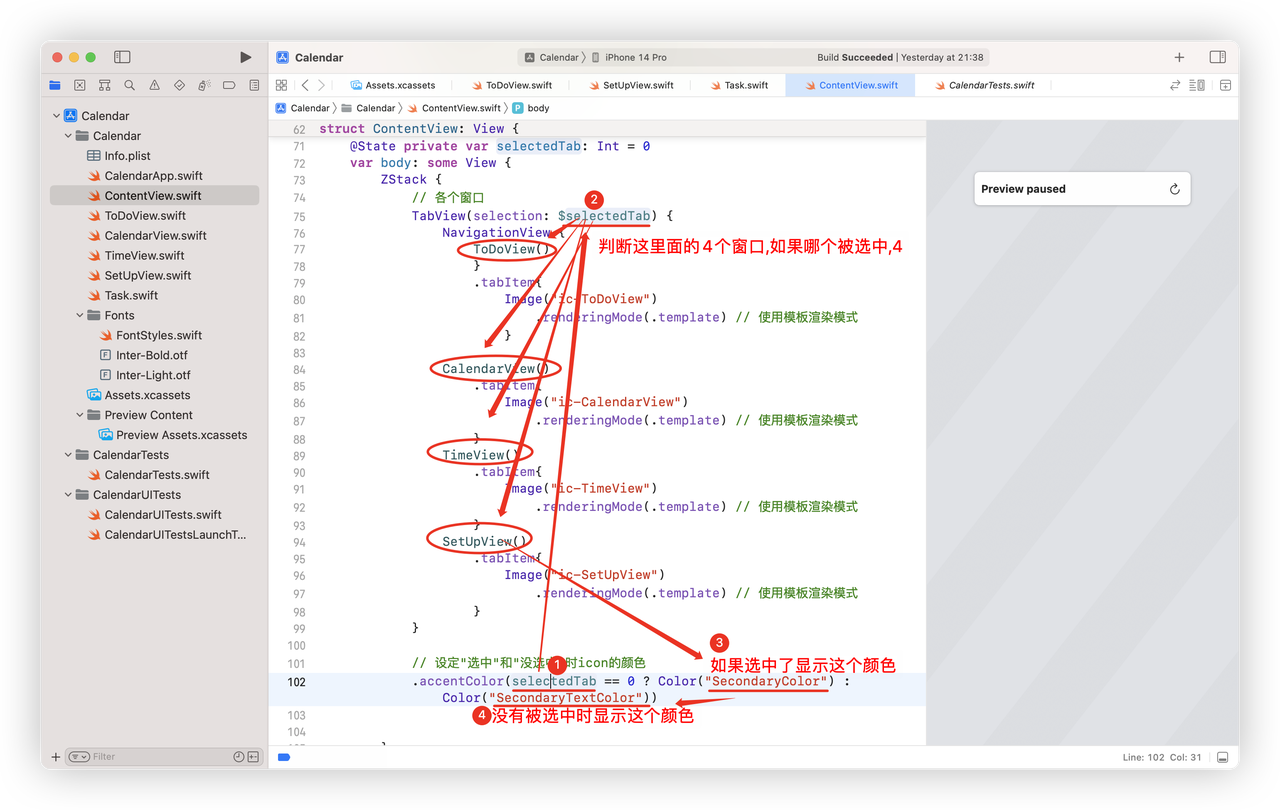 Calendar
Calendar
iPhone 14 Pro
Build Succeeded | Yesterday at 21:38
Assets.xcassets
ToDoView.swift
SetUpView.swift
Task.swift
ContentView.swift
CalendarTests.swift
Calendar
Calendar
ContentView.swift
P
body
Calendar
Calendar
Info.plist
CalendarApp.swift
ContentView.swift
ToDoView.swift
CalendarView.swift
TimeView.swift
SetUpView.swift
Task.swift
Fonts
FontStyles.swift
Inter-Bold.otf
Inter-Light.otf
Assets.xcassets
Preview Content
Preview Assets.xcassets
CalendarTests
CalendarTests.swift
CalendarUITests
CalendarUITests.swift
CalendarUITestsLaunchT...
Filter
62 struct ContentView: View {
71 @State private var selectedTab: Int = 0
72 var body: some View {
73 ZStack {
74 // 各个窗口
2
75 TabView(selection: $selectedTab) {
76 NavigationView {
判断这里面的4个窗口,如果哪个被选中,4
77 ToDoView()
78 }
79 .tabItem{
80 Image("ic-ToDoView")
81 .renderingMode(.template) // 使用模板渲染模式
82 }
83
84 CalendarView()
85 .tabItem{
86 Image("ic-CalendarView")
87 .renderingMode(.template) // 使用模板渲染模式
88 }
89 TimeView()
90 .tabItem{
91 Image("ic-TimeView")
92 .renderingMode(.template) // 使用模板渲染模式
93 }
94 SetUpView()
95 .tabItem{
96 Image("ic-SetUpView")
97 .renderingMode(.template) // 使用模板渲染模式
98 }
99 }
100
3
101 // 设定"选中"和"没选中"时icon的颜色
1
如果选中了显示这个颜色
102 .accentColor(selectedTab == 0 ? Color("SecondaryColor") :
Color("SecondaryTextColor"))
4 没有被选中时显示这个颜色
103
104
Preview paused
Line: 102 Col: 31